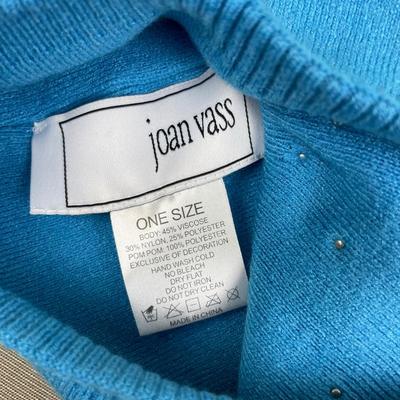 joan vass
ONE SIZE
BODY: 45% VISCOSE
30% NYLON, 25% POLYESTER
POM POM: 100% POLYESTER
EXCLUSIVE OF DECORATION
HAND WASH COLD
NO BLEACH
DRY FLAT
DO NOT IRON
DO NOT DRY CLEAN
MADE IN CHINA